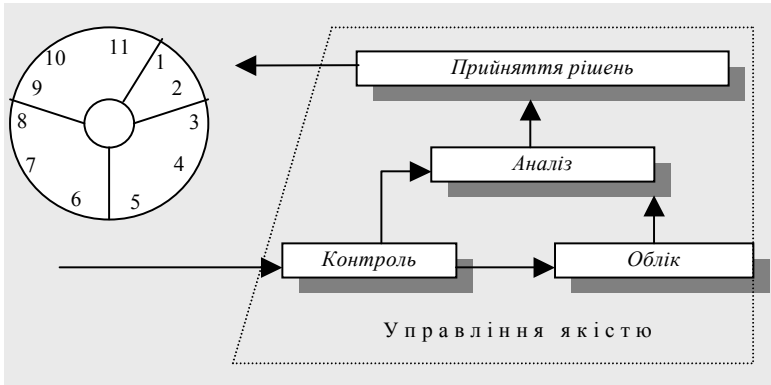 11
10
1
9
2
8
3
7
4
6
5
Прийняття рішень
Аналіз
Контроль
Облік
Управління якістю